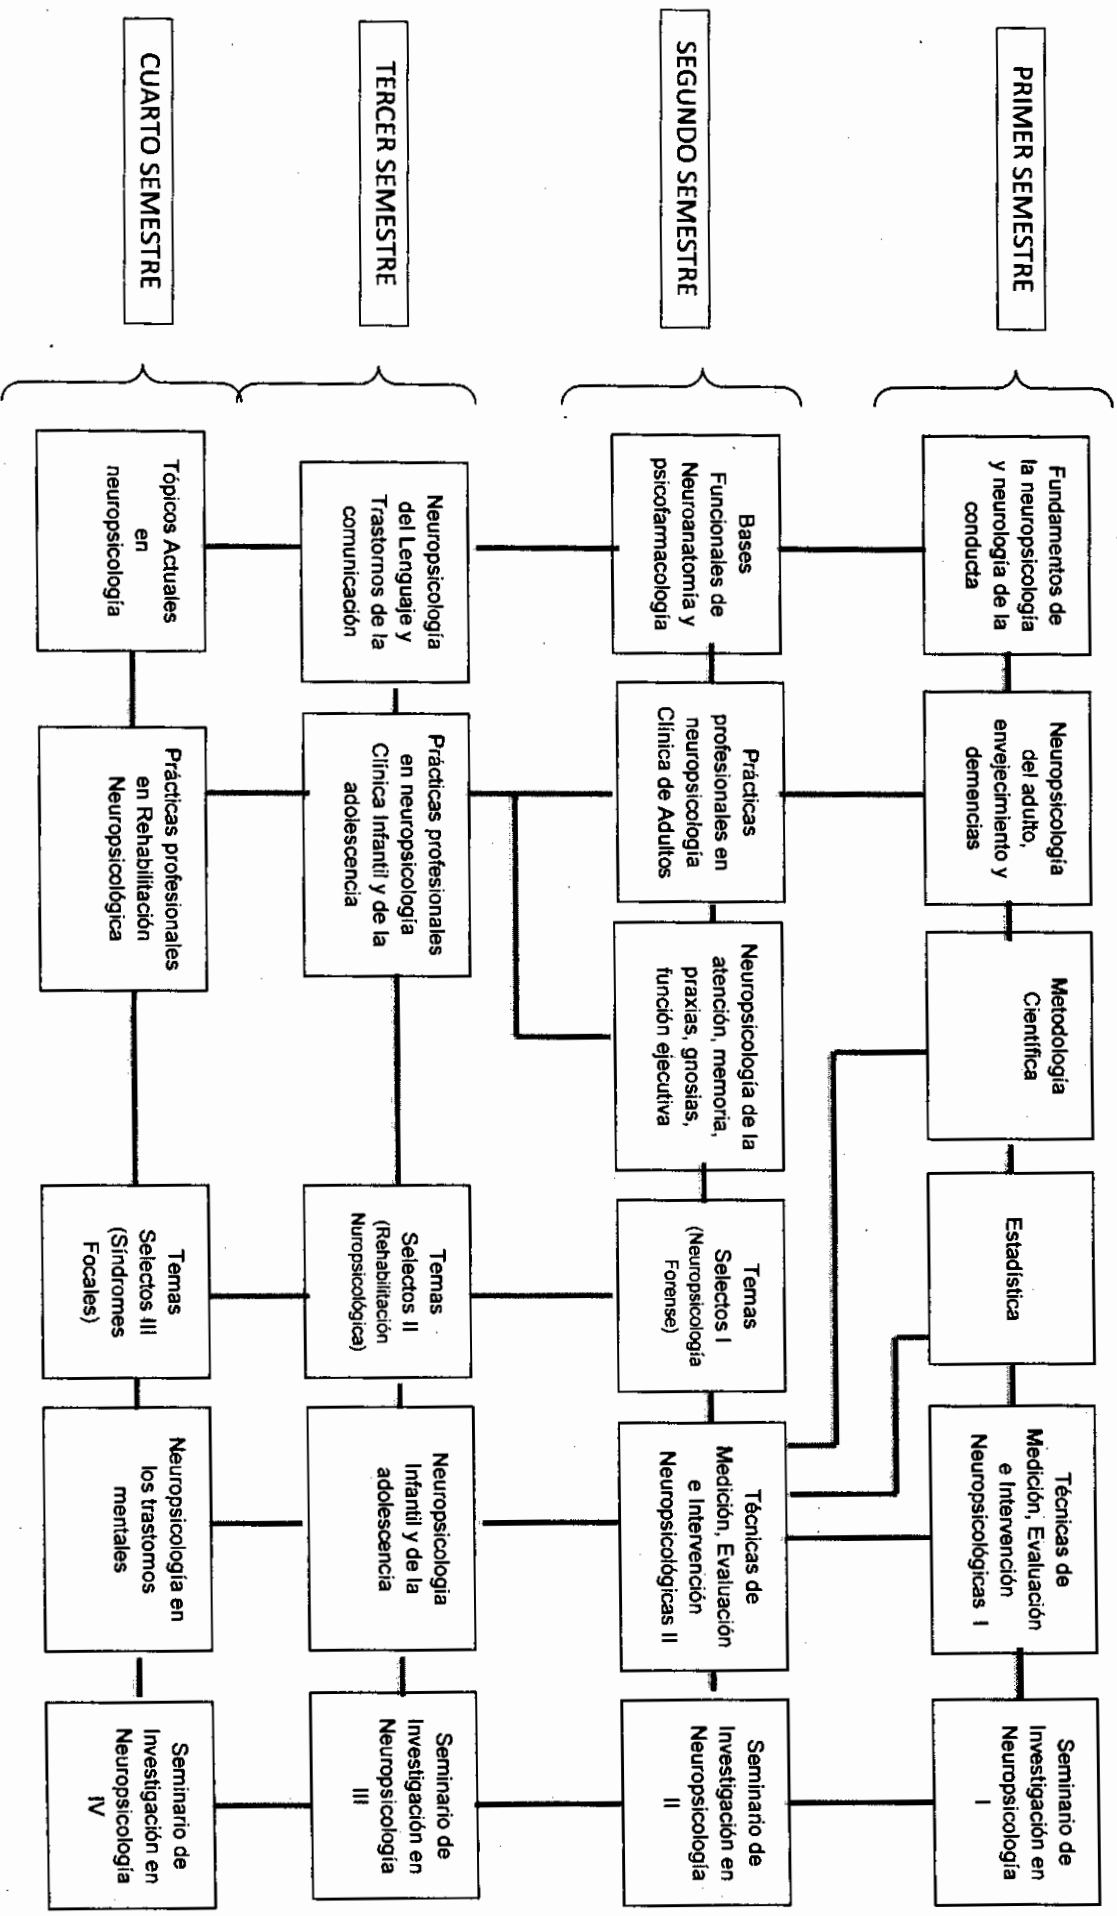 PRIMER SEMESTRE
Fundamentos de
la neuropsicología
y neurología de la
conducta
Neuropsicología
del adulto,
envejecimiento y
demencias
Metodología
Científica
Estadística
Técnicas de
Medición, Evaluación
e Intervención
Neuropsicológicas I
Seminario de
Investigación en
Neuropsicología
I
SEGUNDO SEMESTRE
Bases
Funcionales de
Neuroanatomía y
psicofarmacología
Prácticas
profesionales en
neuropsicología
Clínica de Adultos
Neuropsicología de la
atención, memoria,
praxias, gnosias,
función ejecutiva
Temas
Selectos I
(Neuropsicología
Forense)
Técnicas de
Medición, Evaluación
e Intervención
Neuropsicológicas II
Seminario de
Investigación en
Neuropsicología
II
TERCER SEMESTRE
Neuropsicología
del Lenguaje y
Trastornos de la
comunicación
Prácticas profesionales
en neuropsicología
Clínica Infantil y de la
adolescencia
Temas
Selectos II
(Rehabilitación
Nuropsicológica)
Neuropsicologia
Infantil y de la
adolescencia
Seminario de
Investigación en
Neuropsicología
III
CUARTO SEMESTRE
Tópicos Actuales
en
neuropsicología
Prácticas profesionales
en Rehabilitación
Neuropsicológica
Temas
Selectos III
(Síndromes
Focales)
Neuropsicología en
los trastornos
mentales
Seminario de
Investigación en
Neuropsicología
IV